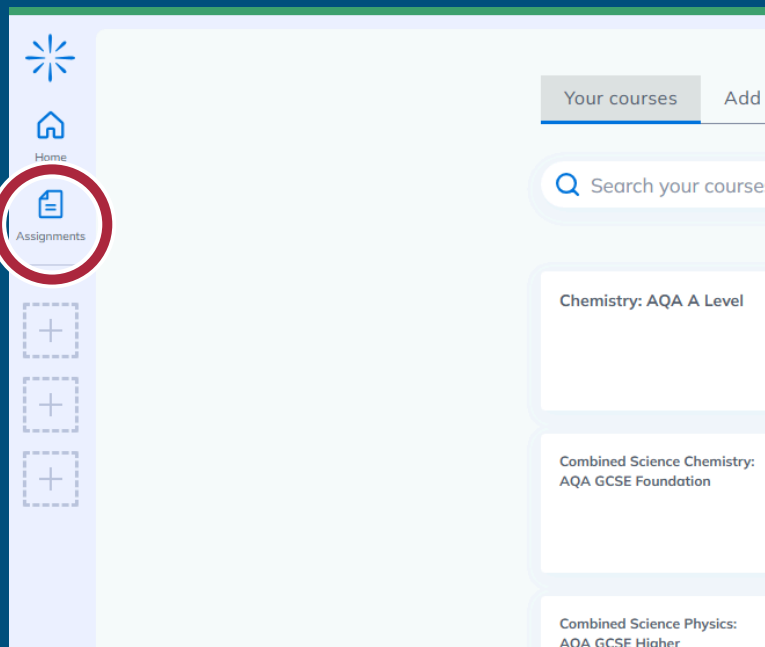 Home
Assignments
Your courses
Add
Search your course
Chemistry: AQA A Level
Combined Science Chemistry:
AQA GCSE Foundation
Combined Science Physics:
AQA GCSE Higher